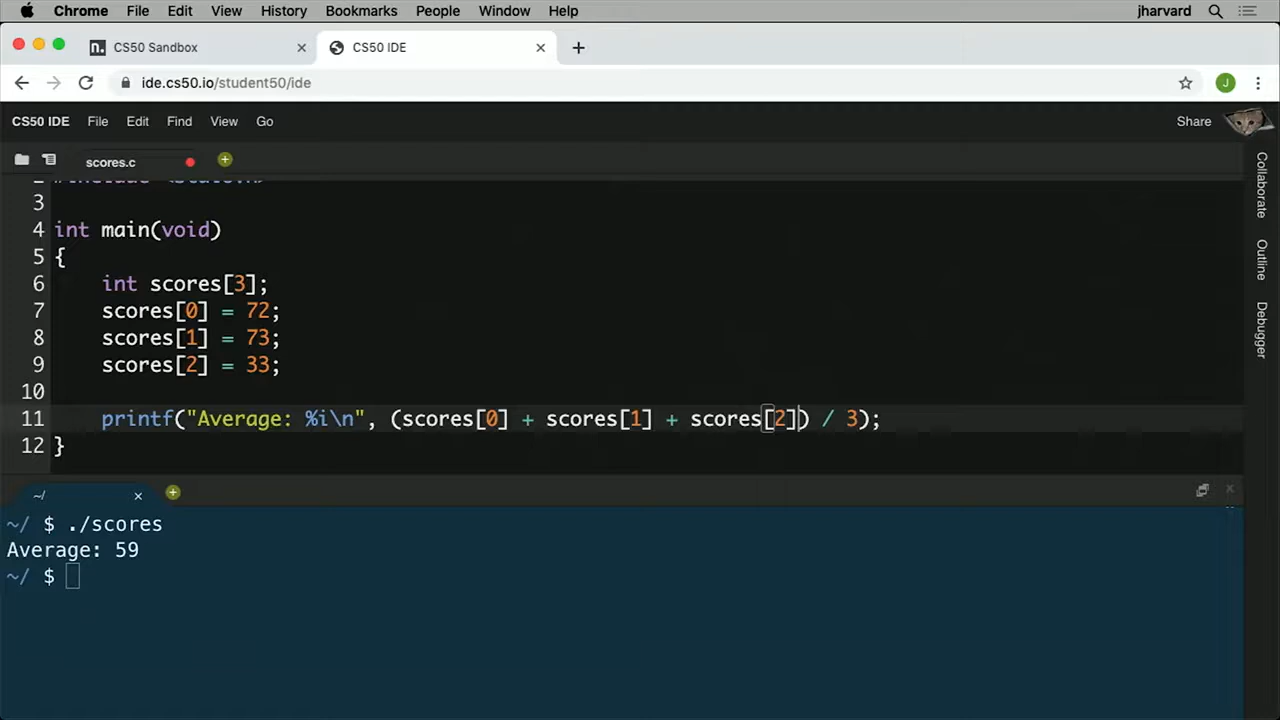 Chrome File Edit View History Bookmarks People Window Help jharvard
CS50 Sandbox CS50 IDE
ide.cs50.io/student50/ide J
CS50 IDE File Edit Find View Go Share
scores.c
3
4 int main(void)
5 {
6 int scores[3];
7 scores[0] = 72;
8 scores[1] = 73;
9 scores[2] = 33;
10
11 printf("Average: %i\n", (scores[0] + scores[1] + scores[2]) / 3);
12 }
Collaborate
Outline
Debugger
~/
~/ $ ./scores
Average: 59
~/ $